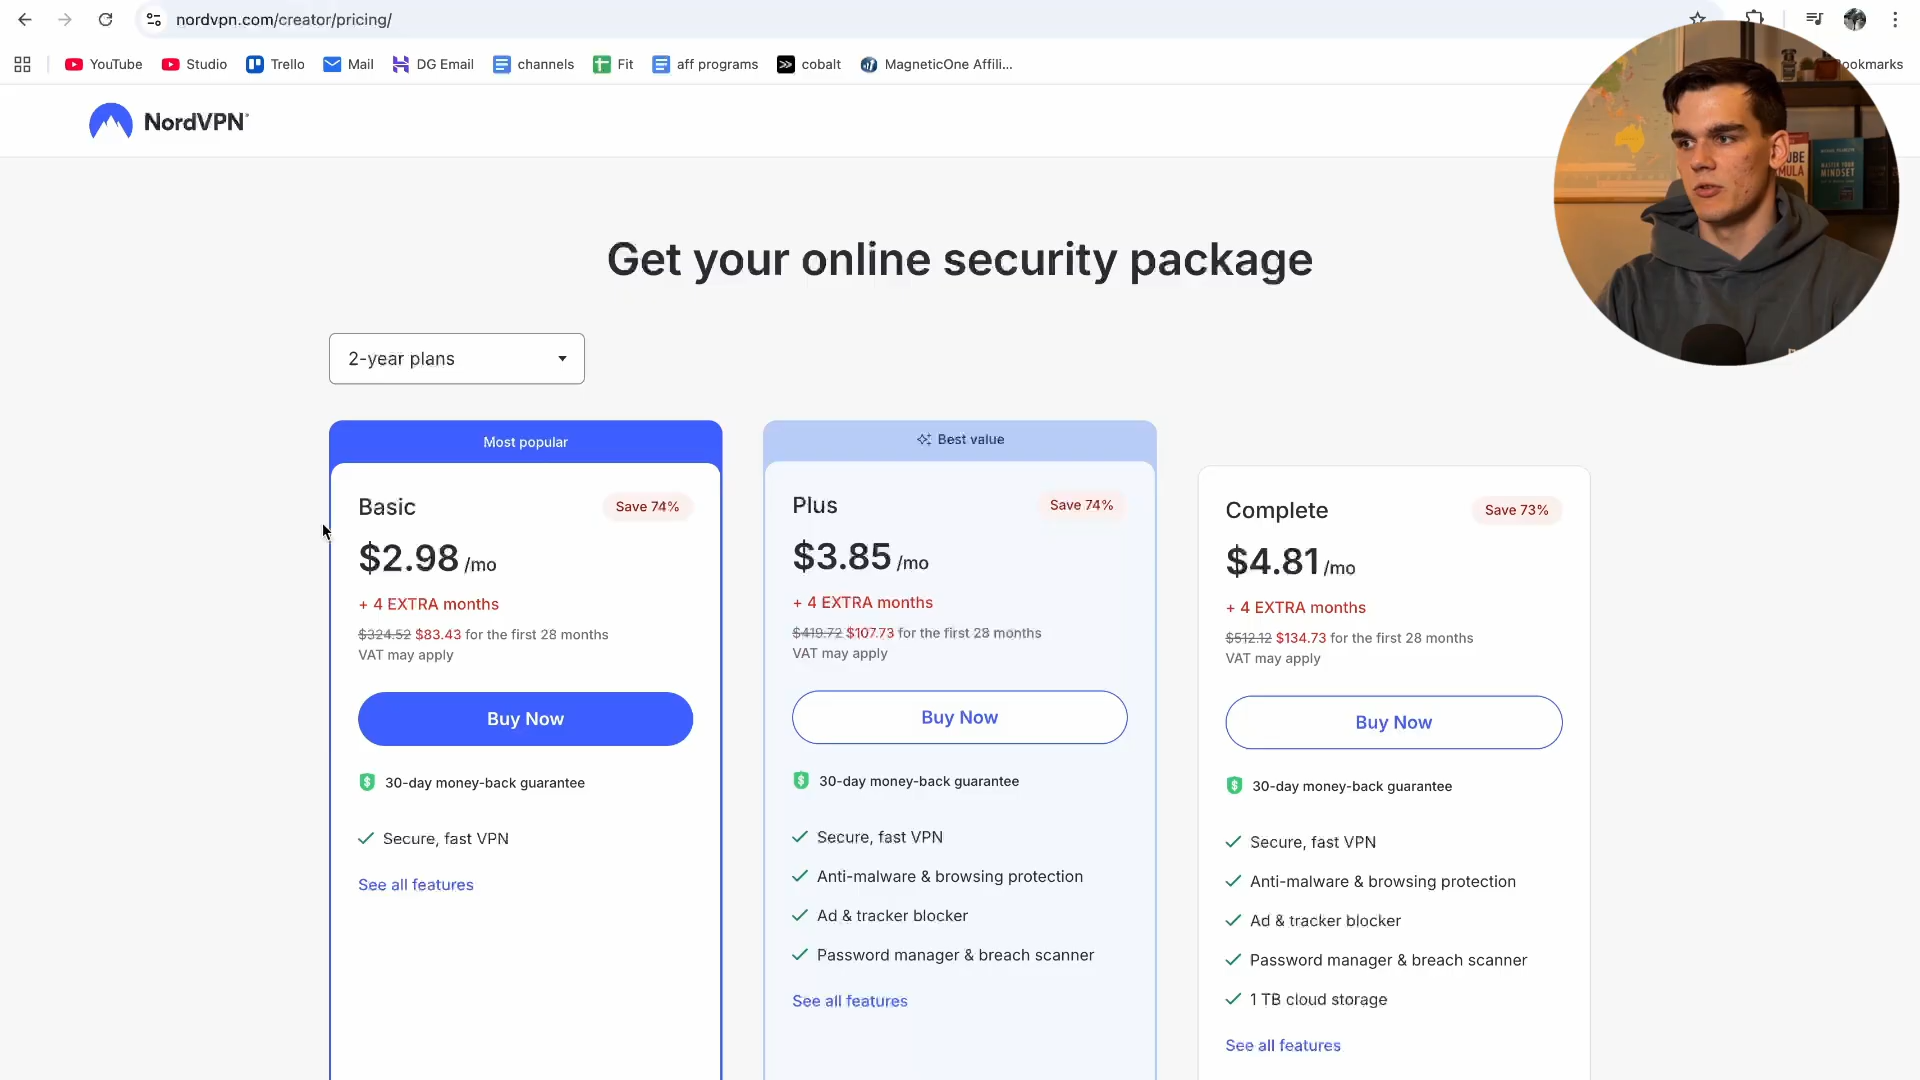 nordvpn.com/creator/pricing/
YouTube
Studio
Trello
Mail
DG Email
channels
Fit
aff programs
cobalt
MagneticOne Affili...
ookmarks
NordVPN
MASTER YOUR
MINDSET
Get your online security package
2-year plans
Most popular
Basic
Save 74%
$2.98 /mo
+ 4 EXTRA months
$324.52 $83.43 for the first 28 months
VAT may apply
Buy Now
30-day money-back guarantee
Secure, fast VPN
See all features
Best value
Plus
Save 74%
$3.85 /mo
+ 4 EXTRA months
$419.72 $107.73 for the first 28 months
VAT may apply
Buy Now
30-day money-back guarantee
Secure, fast VPN
Anti-malware & browsing protection
Ad & tracker blocker
Password manager & breach scanner
See all features
Complete
Save 73%
$4.81 /mo
+ 4 EXTRA months
$512.12 $134.73 for the first 28 months
VAT may apply
Buy Now
30-day money-back guarantee
Secure, fast VPN
Anti-malware & browsing protection
Ad & tracker blocker
Password manager & breach scanner
1 TB cloud storage
See all features